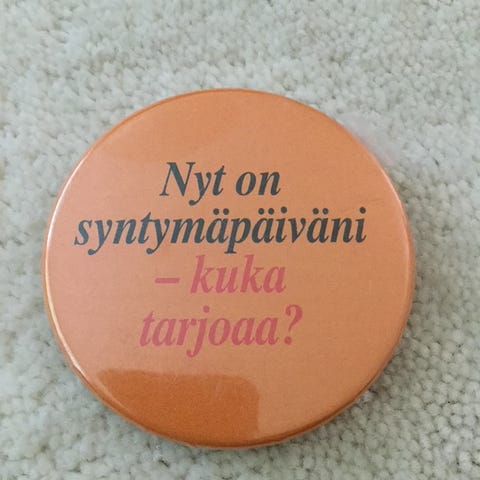 Nyt on
syntymäpäiväni
– kuka
tarjoaa?